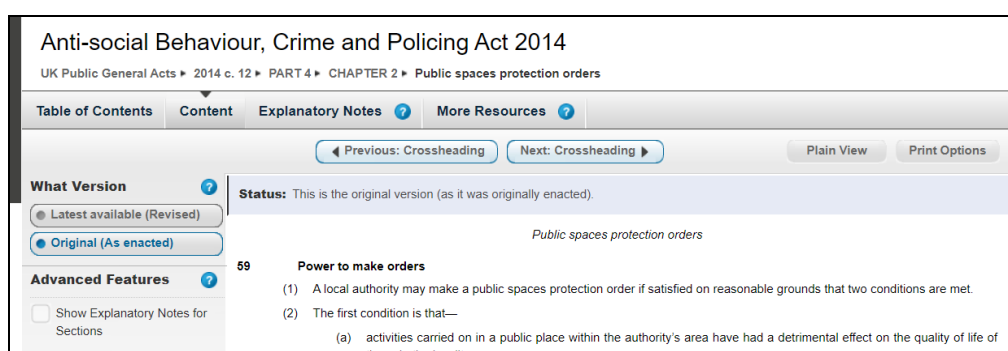 Anti-social Behaviour, Crime and Policing Act 2014
UK Public General Acts ▸ 2014 c. 12 ▸ PART 4 ▸ CHAPTER 2 ▸ Public spaces protection orders
Table of Contents Content Explanatory Notes ? More Resources ?
Previous: Crossheading Next: Crossheading Plain View Print Options
What Version ?
Latest available (Revised)
Original (As enacted)
Advanced Features ?
Show Explanatory Notes for
Sections
Status: This is the original version (as it was originally enacted).
Public spaces protection orders
59 Power to make orders
(1) A local authority may make a public spaces protection order if satisfied on reasonable grounds that two conditions are met.
(2) The first condition is that—
(a) activities carried on in a public place within the authority's area have had a detrimental effect on the quality of life of